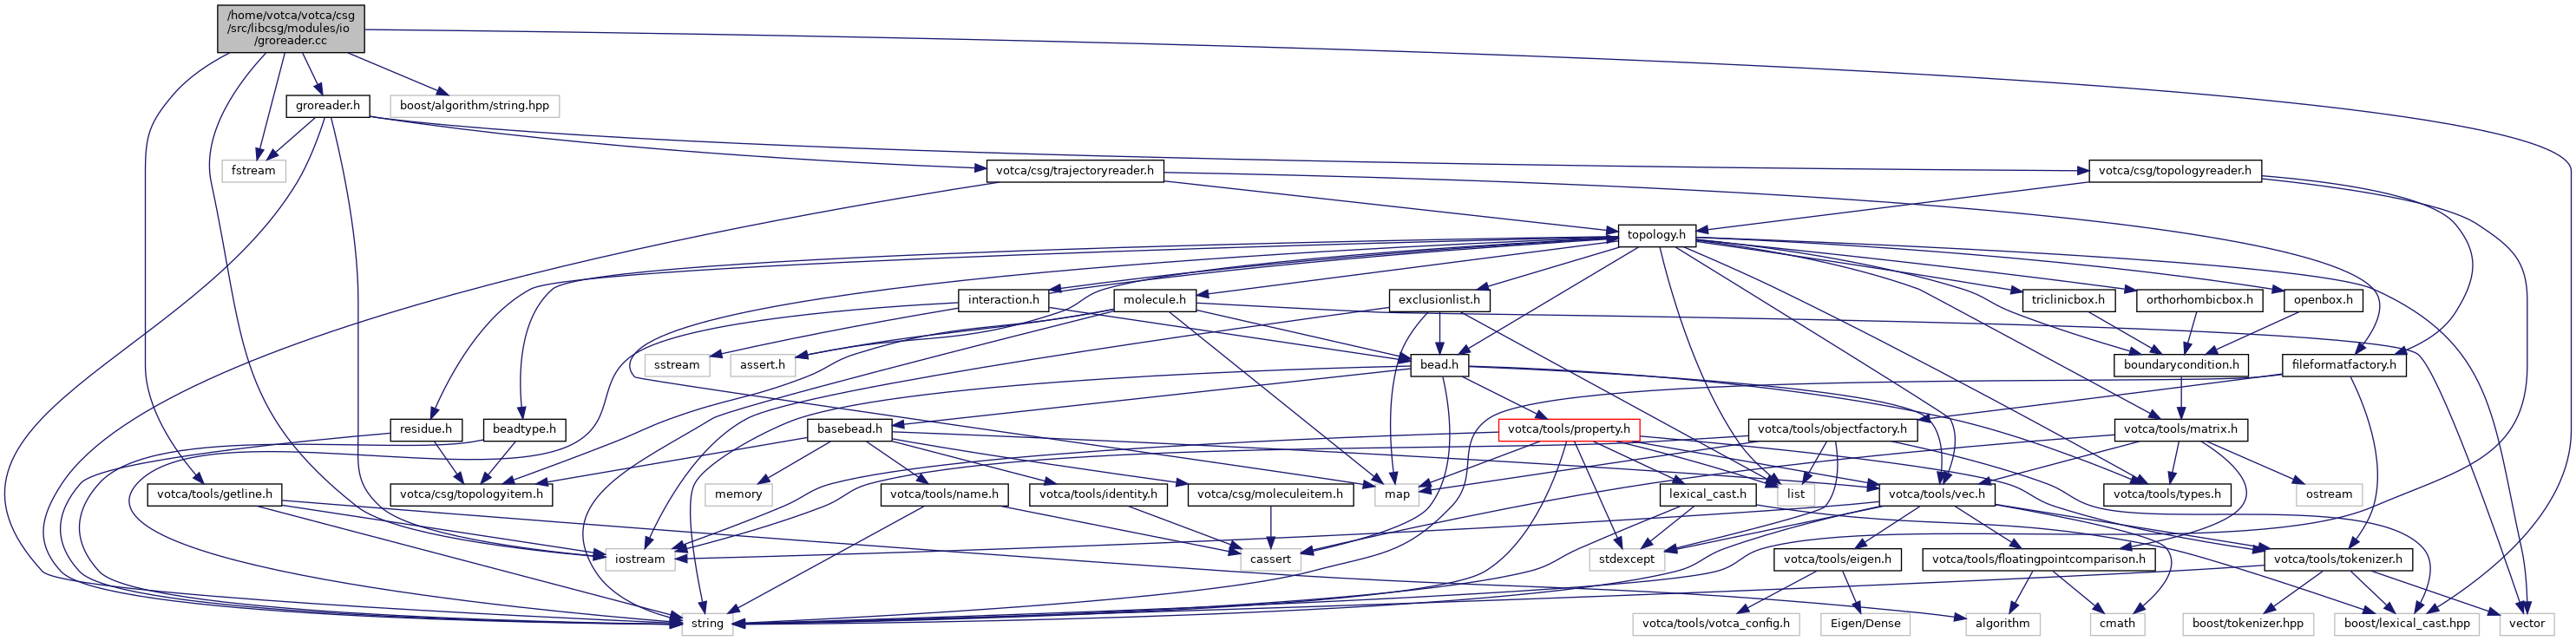 /home/votca/votca/csg
/src/libcsg/modules/io
/groreader.cc
groreader.h
boost/algorithm/string.hpp
fstream
votca/csg/trajectoryreader.h
votca/csg/topologyreader.h
topology.h
interaction.h
molecule.h
exclusionlist.h
triclinicbox.h
orthorhombicbox.h
openbox.h
sstream
assert.h
bead.h
boundarycondition.h
fileformatfactory.h
residue.h
beadtype.h
basebead.h
votca/tools/property.h
votca/tools/objectfactory.h
votca/tools/matrix.h
votca/tools/getline.h
votca/csg/topologyitem.h
memory
votca/tools/name.h
votca/tools/identity.h
votca/csg/moleculeitem.h
map
lexical_cast.h
list
votca/tools/vec.h
votca/tools/types.h
ostream
iostream
cassert
stdexcept
votca/tools/eigen.h
votca/tools/floatingpointcomparison.h
votca/tools/tokenizer.h
string
votca/tools/votca_config.h
Eigen/Dense
algorithm
cmath
boost/tokenizer.hpp
boost/lexical_cast.hpp
vector